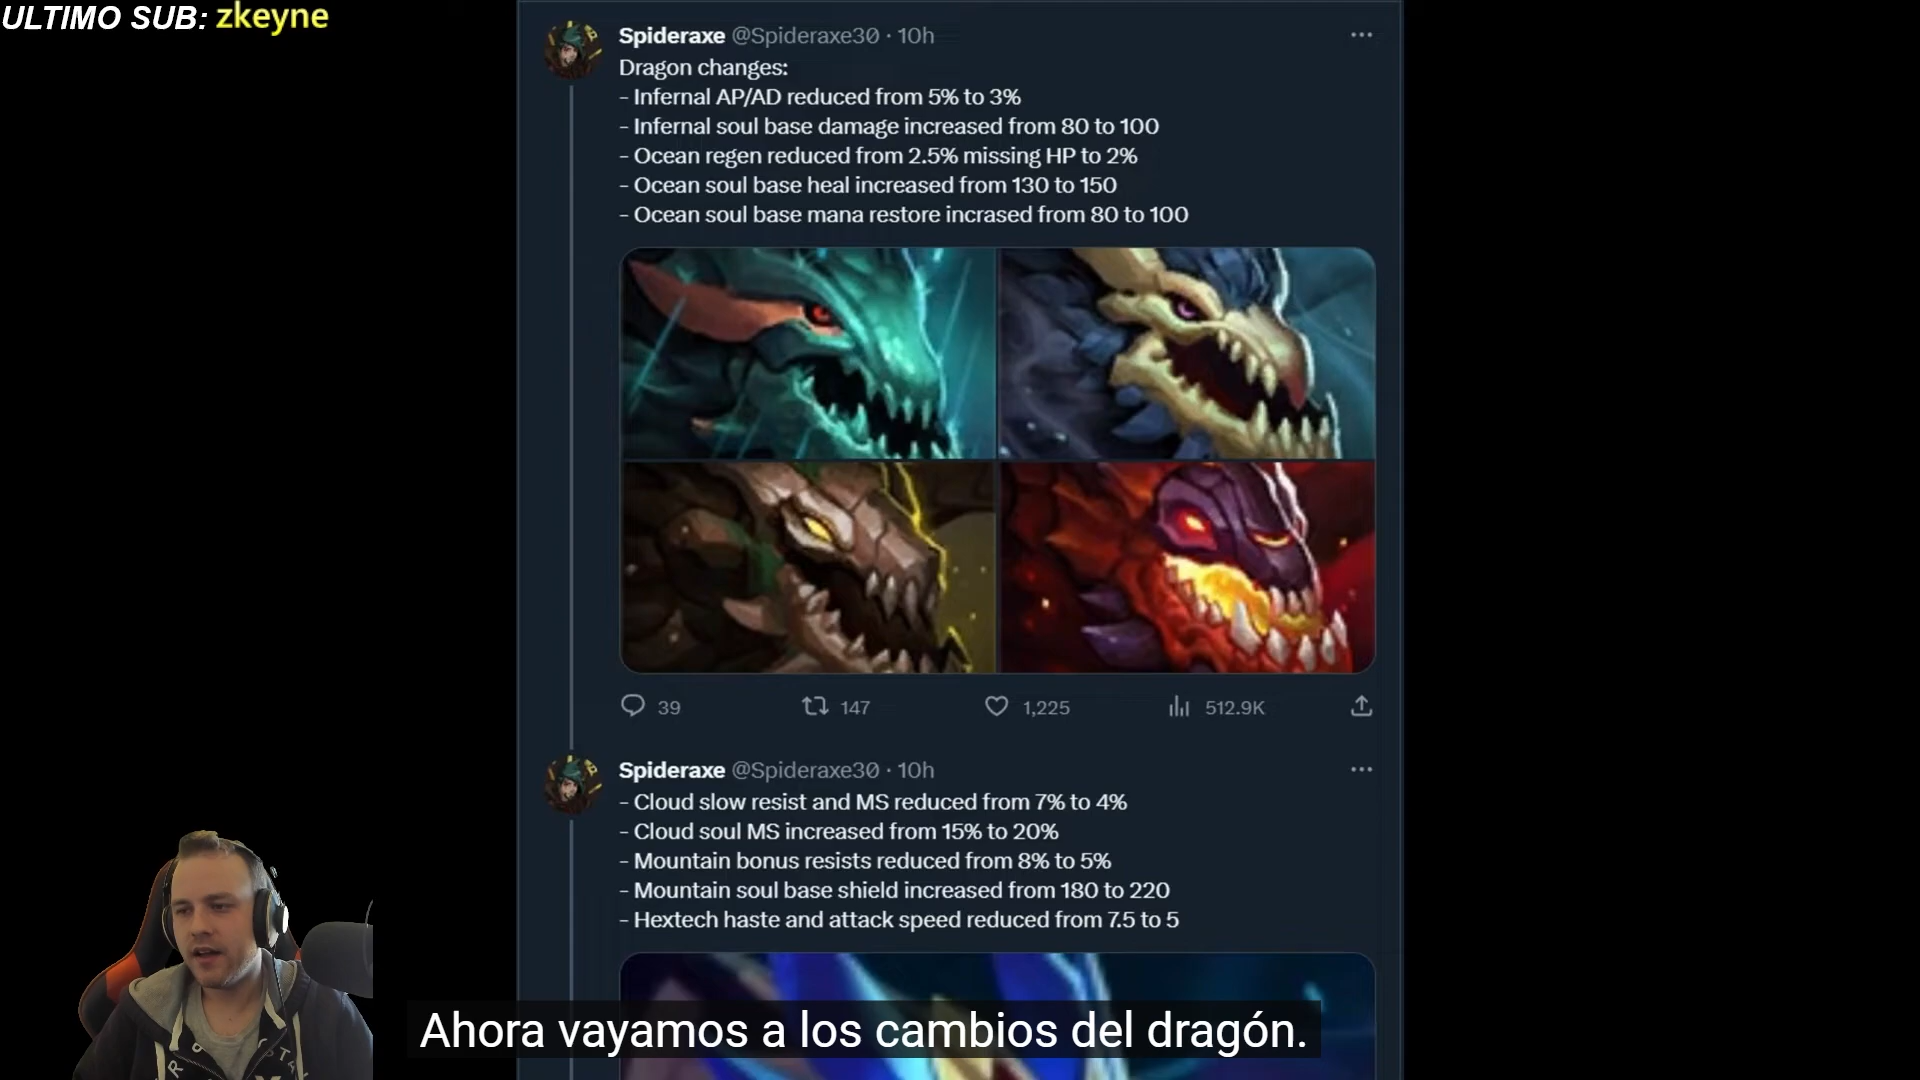 ULTIMO SUB: zkeyne
Spideraxe @Spideraxe30 · 10h
Dragon changes:
- Infernal AP/AD reduced from 5% to 3%
- Infernal soul base damage increased from 80 to 100
- Ocean regen reduced from 2.5% missing HP to 2%
- Ocean soul base heal increased from 130 to 150
- Ocean soul base mana restore incrased from 80 to 100
39 147 1,225 512.9K
Spideraxe @Spideraxe30 · 10h
- Cloud slow resist and MS reduced from 7% to 4%
- Cloud soul MS increased from 15% to 20%
- Mountain bonus resists reduced from 8% to 5%
- Mountain soul base shield increased from 180 to 220
- Hextech haste and attack speed reduced from 7.5 to 5
Ahora vayamos a los cambios del dragón.